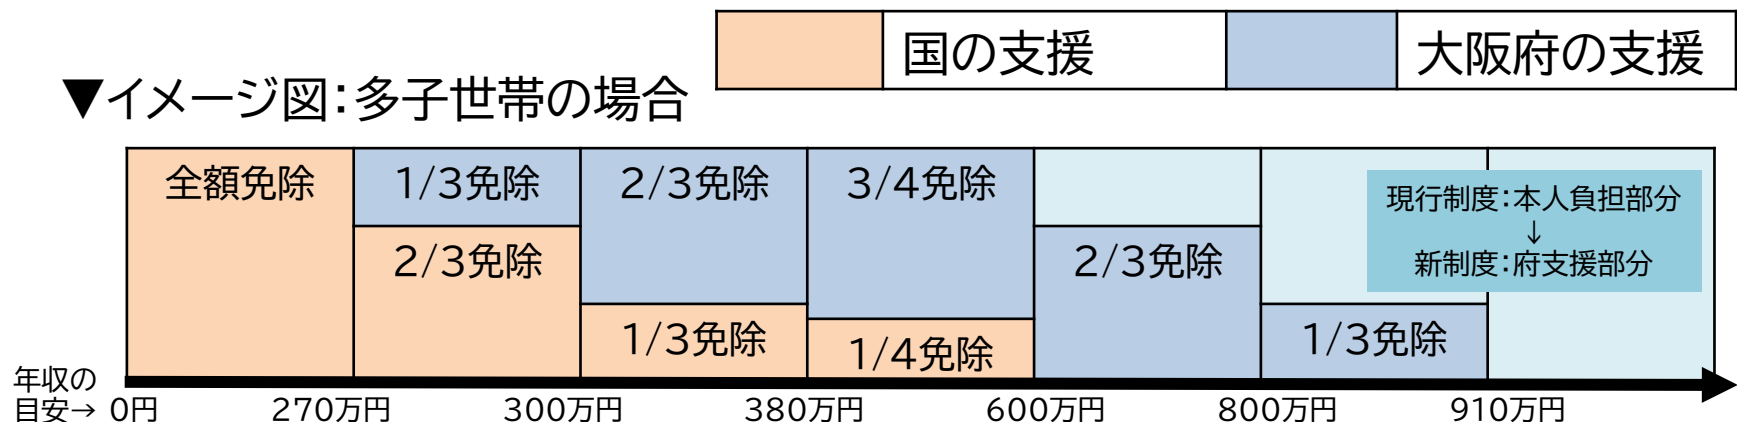 国の支援
大阪府の支援
▼イメージ図：多子世帯の場合
全額免除
1/3免除
2/3免除
3/4免除
現行制度：本人負担部分
↓
新制度：府支援部分
2/3免除
2/3免除
1/3免除
1/4免除
1/3免除
年収の
目安→ 0円 270万円 300万円 380万円 600万円 800万円 910万円